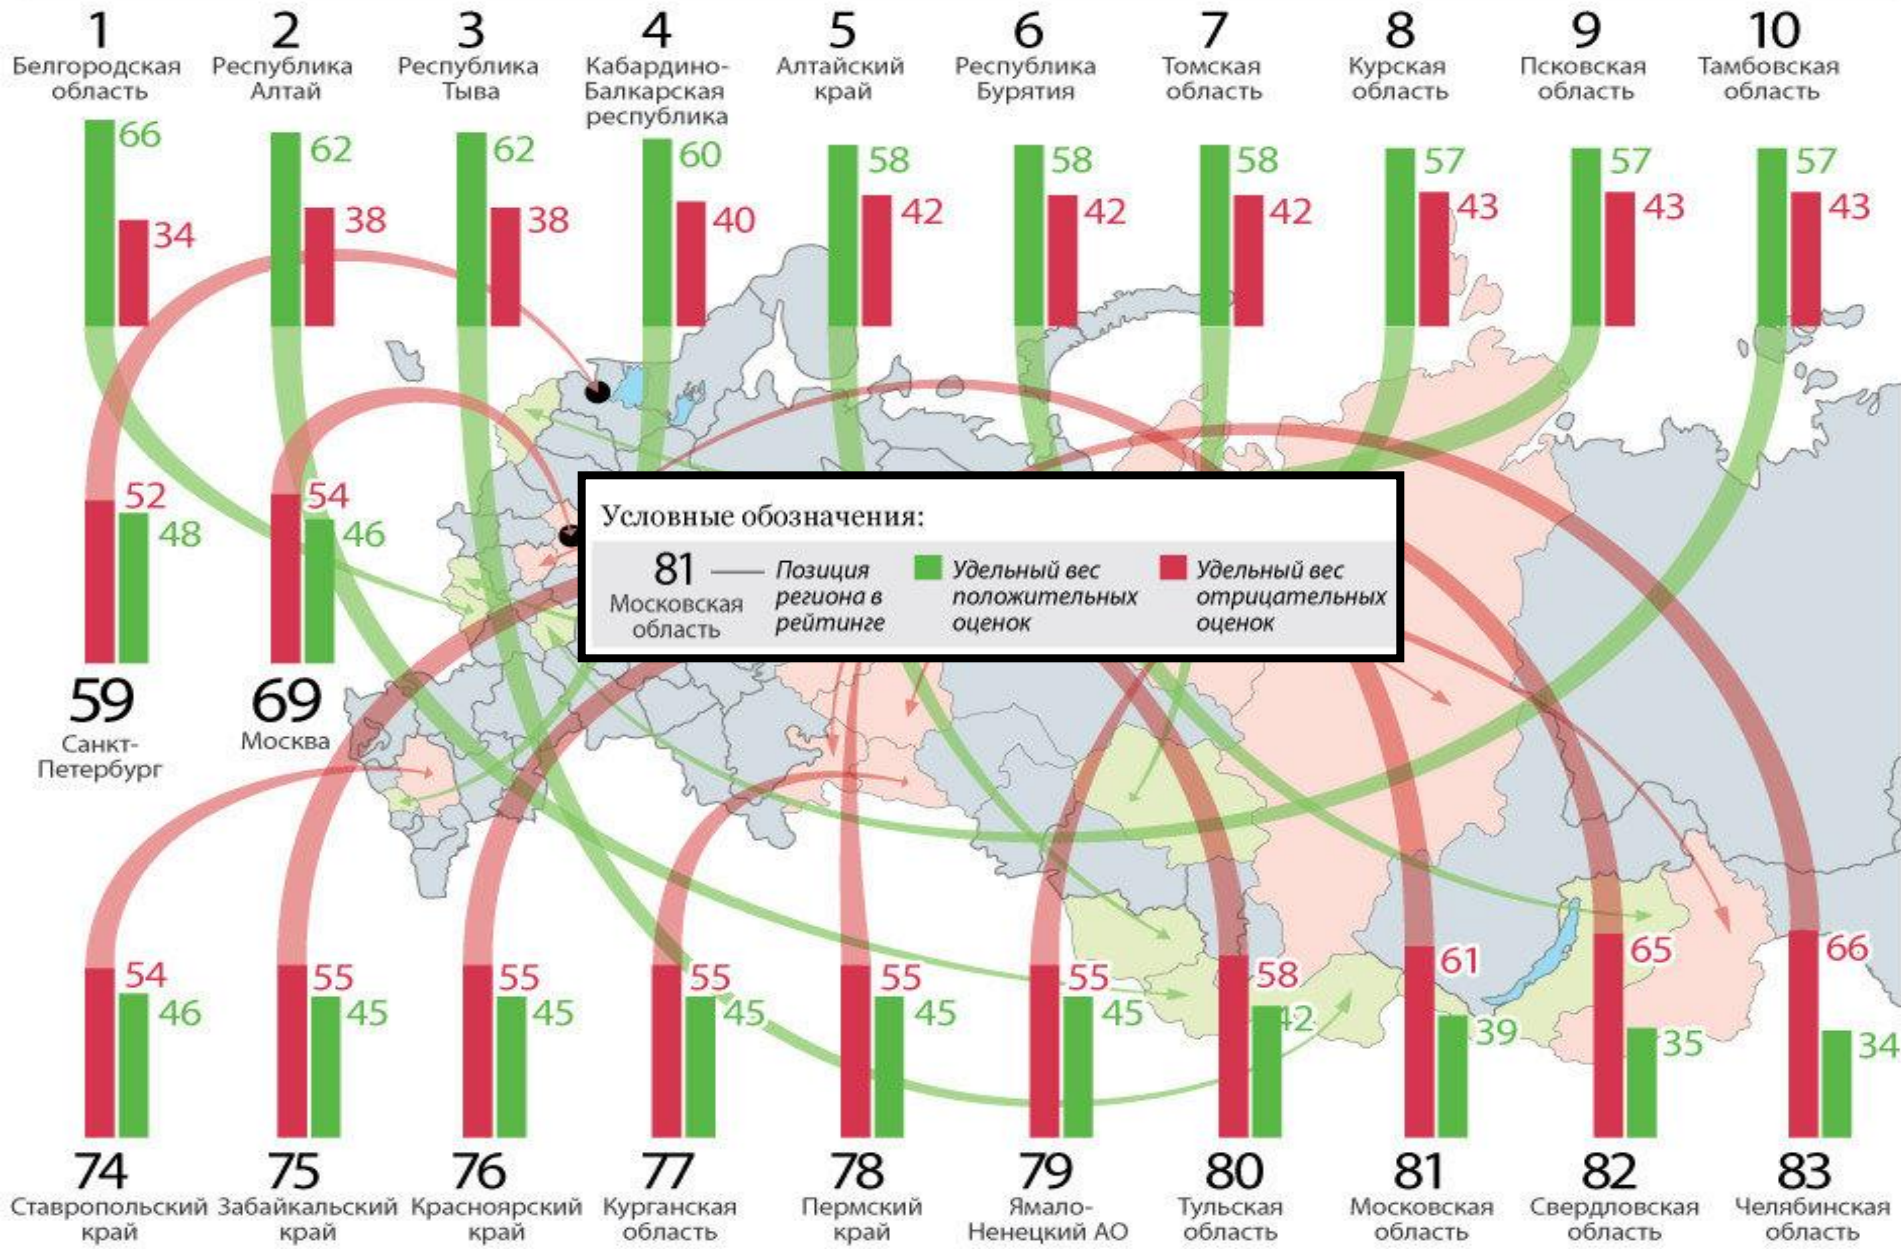 1
Белгородская
область
66
34
2
Республика
Алтай
62
38
3
Республика
Тыва
62
38
4
Кабардино-
Балкарская
республика
60
40
5
Алтайский
край
58
42
6
Республика
Бурятия
58
42
7
Томская
область
58
42
8
Курская
область
57
43
9
Псковская
область
57
43
10
Тамбовская
область
57
43
52
48
59
Санкт-
Петербург
54
46
69
Москва
Условные обозначения:
81
Московская
область
Позиция
региона в
рейтинге
Удельный вес
положительных
оценок
Удельный вес
отрицательных
оценок
54
46
74
Ставропольский
край
55
45
75
Забайкальский
край
55
45
76
Красноярский
край
55
45
77
Курганская
область
55
45
78
Пермский
край
55
45
79
Ямало-
Ненецкий АО
58
42
80
Тульская
область
61
39
81
Московская
область
65
35
82
Свердловская
область
66
34
83
Челябинская
область